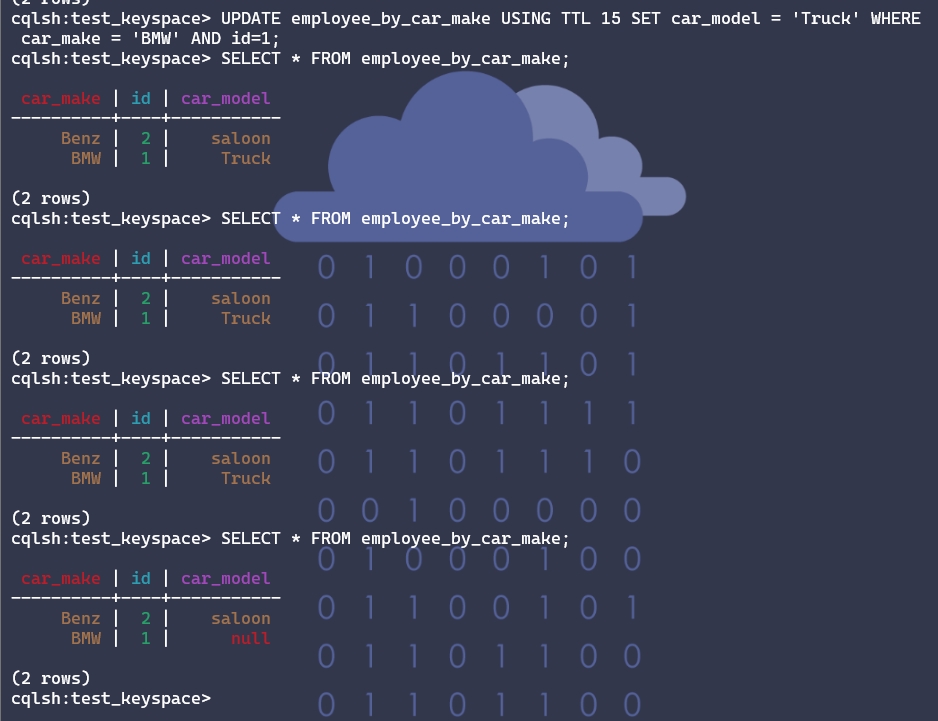 (2 rows)
cqlsh:test_keyspace> UPDATE employee_by_car_make USING TTL 15 SET car_model = 'Truck' WHERE
car_make = 'BMW' AND id=1;
cqlsh:test_keyspace> SELECT * FROM employee_by_car_make;
car_make | id | car_model
----------+----+-----------
Benz | 2 | saloon
BMW | 1 | Truck
(2 rows)
cqlsh:test_keyspace> SELECT * FROM employee_by_car_make;
car_make | id | car_model
----------+----+-----------
Benz | 2 | saloon
BMW | 1 | Truck
(2 rows)
cqlsh:test_keyspace> SELECT * FROM employee_by_car_make;
car_make | id | car_model
----------+----+-----------
Benz | 2 | saloon
BMW | 1 | Truck
(2 rows)
cqlsh:test_keyspace> SELECT * FROM employee_by_car_make;
car_make | id | car_model
----------+----+-----------
Benz | 2 | saloon
BMW | 1 | null
(2 rows)
cqlsh:test_keyspace>
0 1 0 0 0 1 0 1
0 1 1 0 0 0 0 1
0 1 1 0 1 1 0 1
0 1 1 0 1 1 1 1
0 1 1 0 1 1 1 0
0 0 1 0 0 0 0 0
0 1 0 0 0 1 0 0
0 1 1 0 0 1 0 1
0 1 1 0 1 1 0 0
0 1 1 0 1 1 0 0